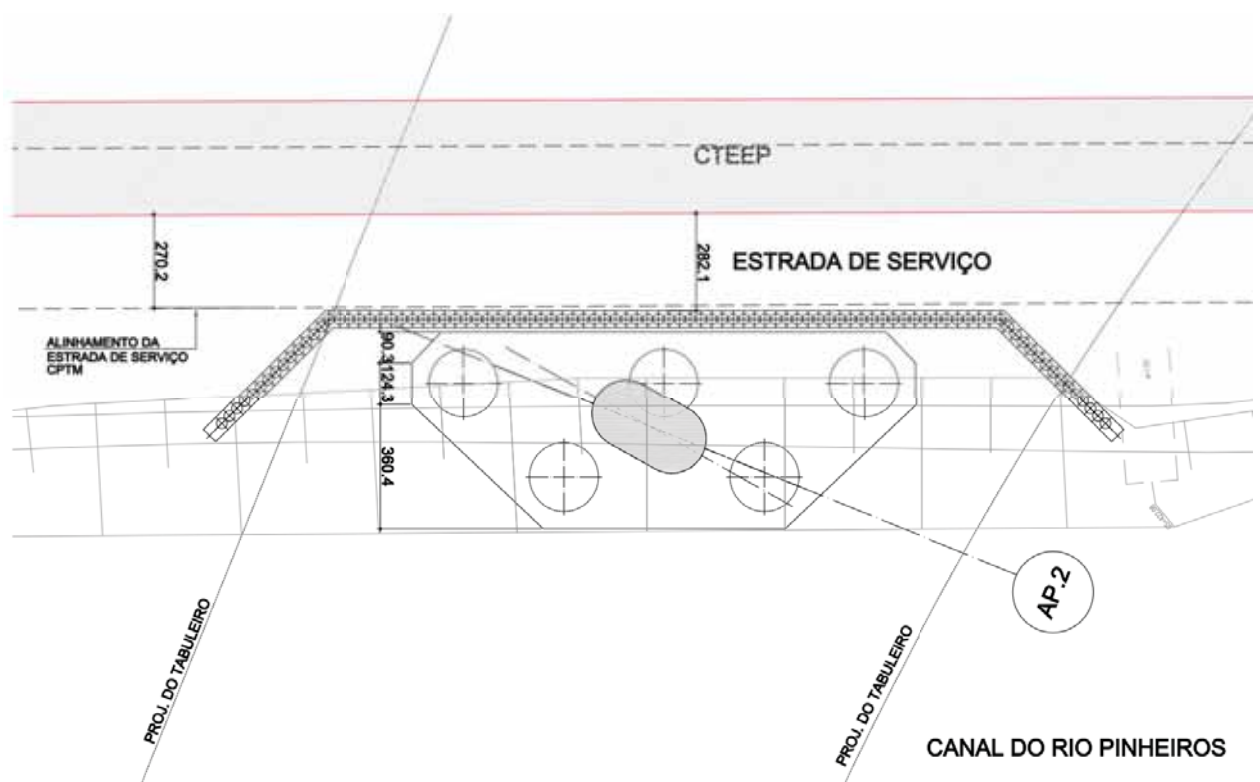 CTEEP
270.2
282.1
ESTRADA DE SERVIÇO
ALINHAMENTO DA
ESTRADA DE SERVIÇO
CPTM
90.3
124.3
360.4
AP.2
PROJ. DO TABULEIRO
PROJ. DO TABULEIRO
CANAL DO RIO PINHEIROS